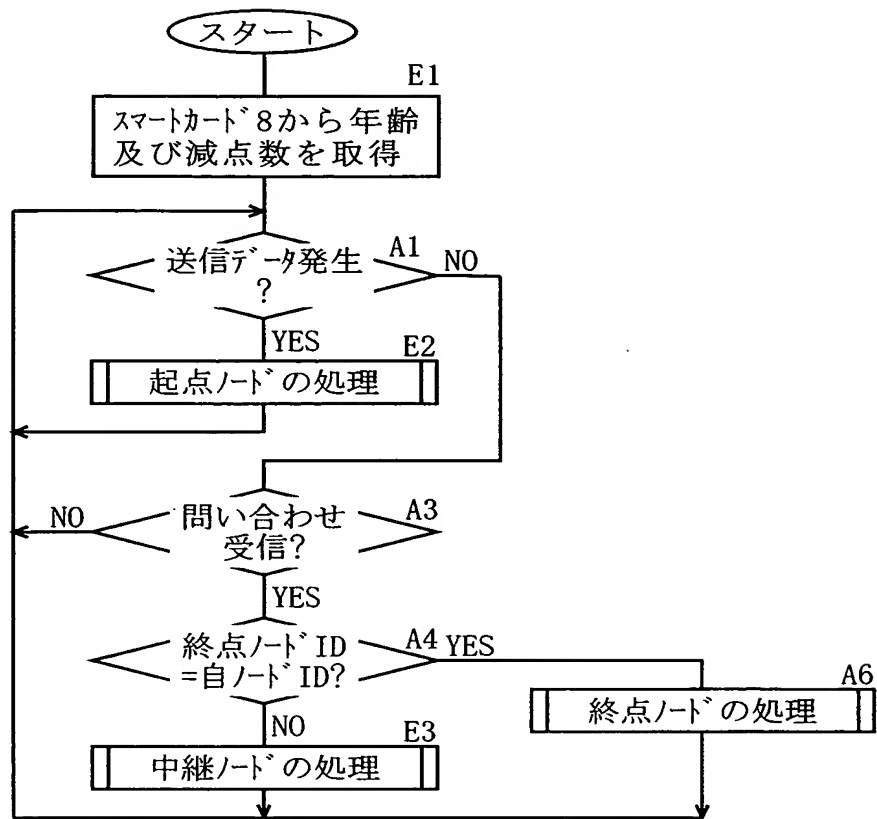 スタート
E1
スマートカード8から年齢
及び減点数を取得
送信データ発生
?
A1
NO
YES
E2
起点ノードの処理
NO
問い合わせ
受信?
A3
YES
終点ノードID
=自ノードID?
A4
YES
A6
終点ノードの処理
NO
E3
中継ノードの処理